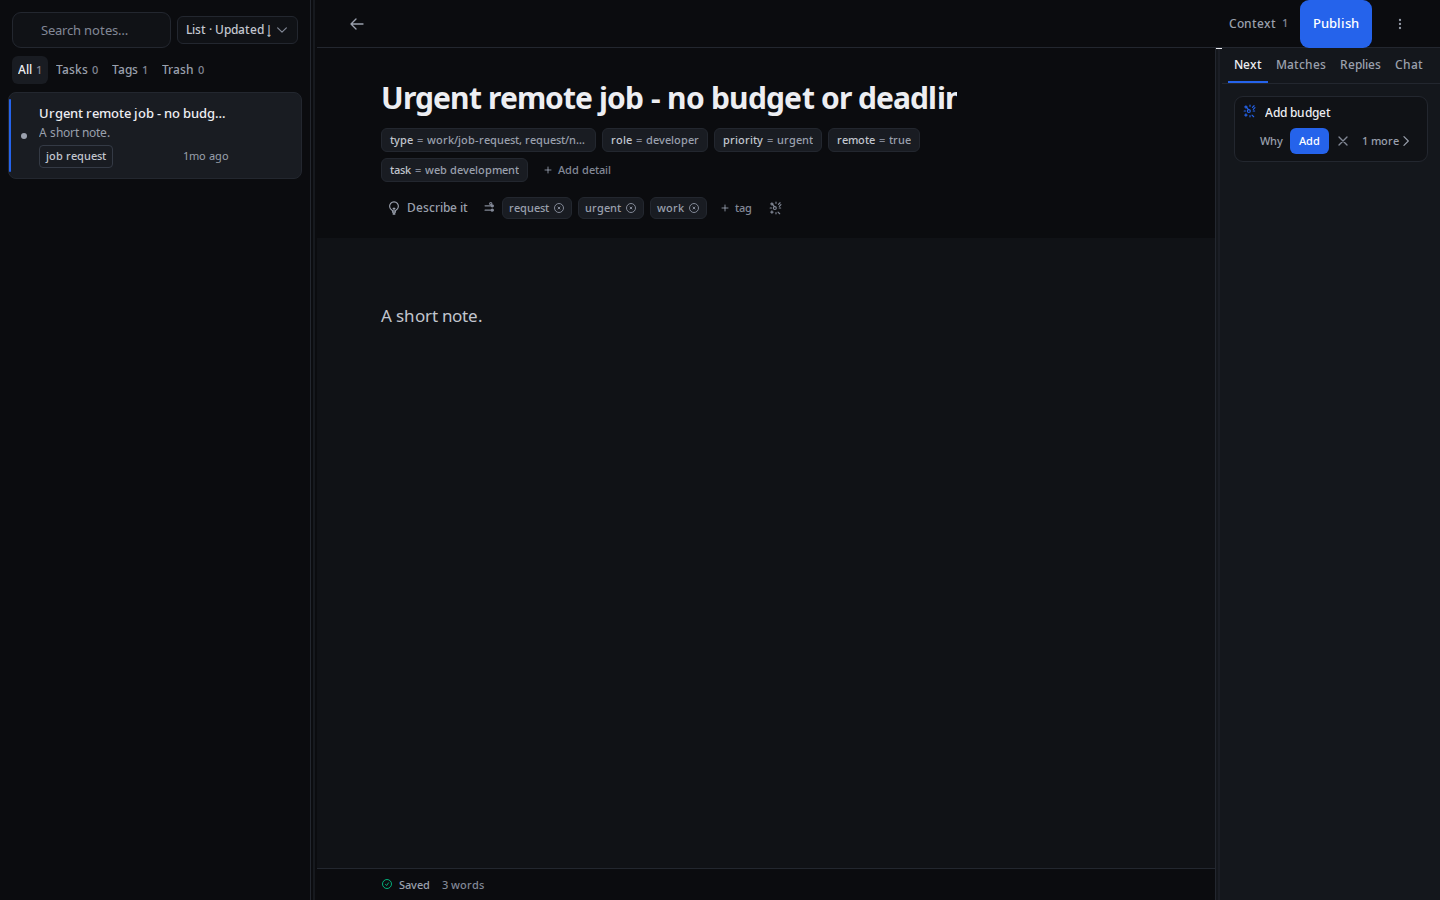 Search notes...
List · Updated ↓
All 1
Tasks 0
Tags 1
Trash 0
Urgent remote job - no budg...
A short note.
job request
1mo ago
Context 1
Publish
Urgent remote job - no budget or deadlin
type = work/job-request, request/n...
role = developer
priority = urgent
remote = true
task = web development
+ Add detail
Describe it
request
urgent
work
+ tag
A short note.
Saved
3 words
Next
Matches
Replies
Chat
Add budget
Why
Add
1 more